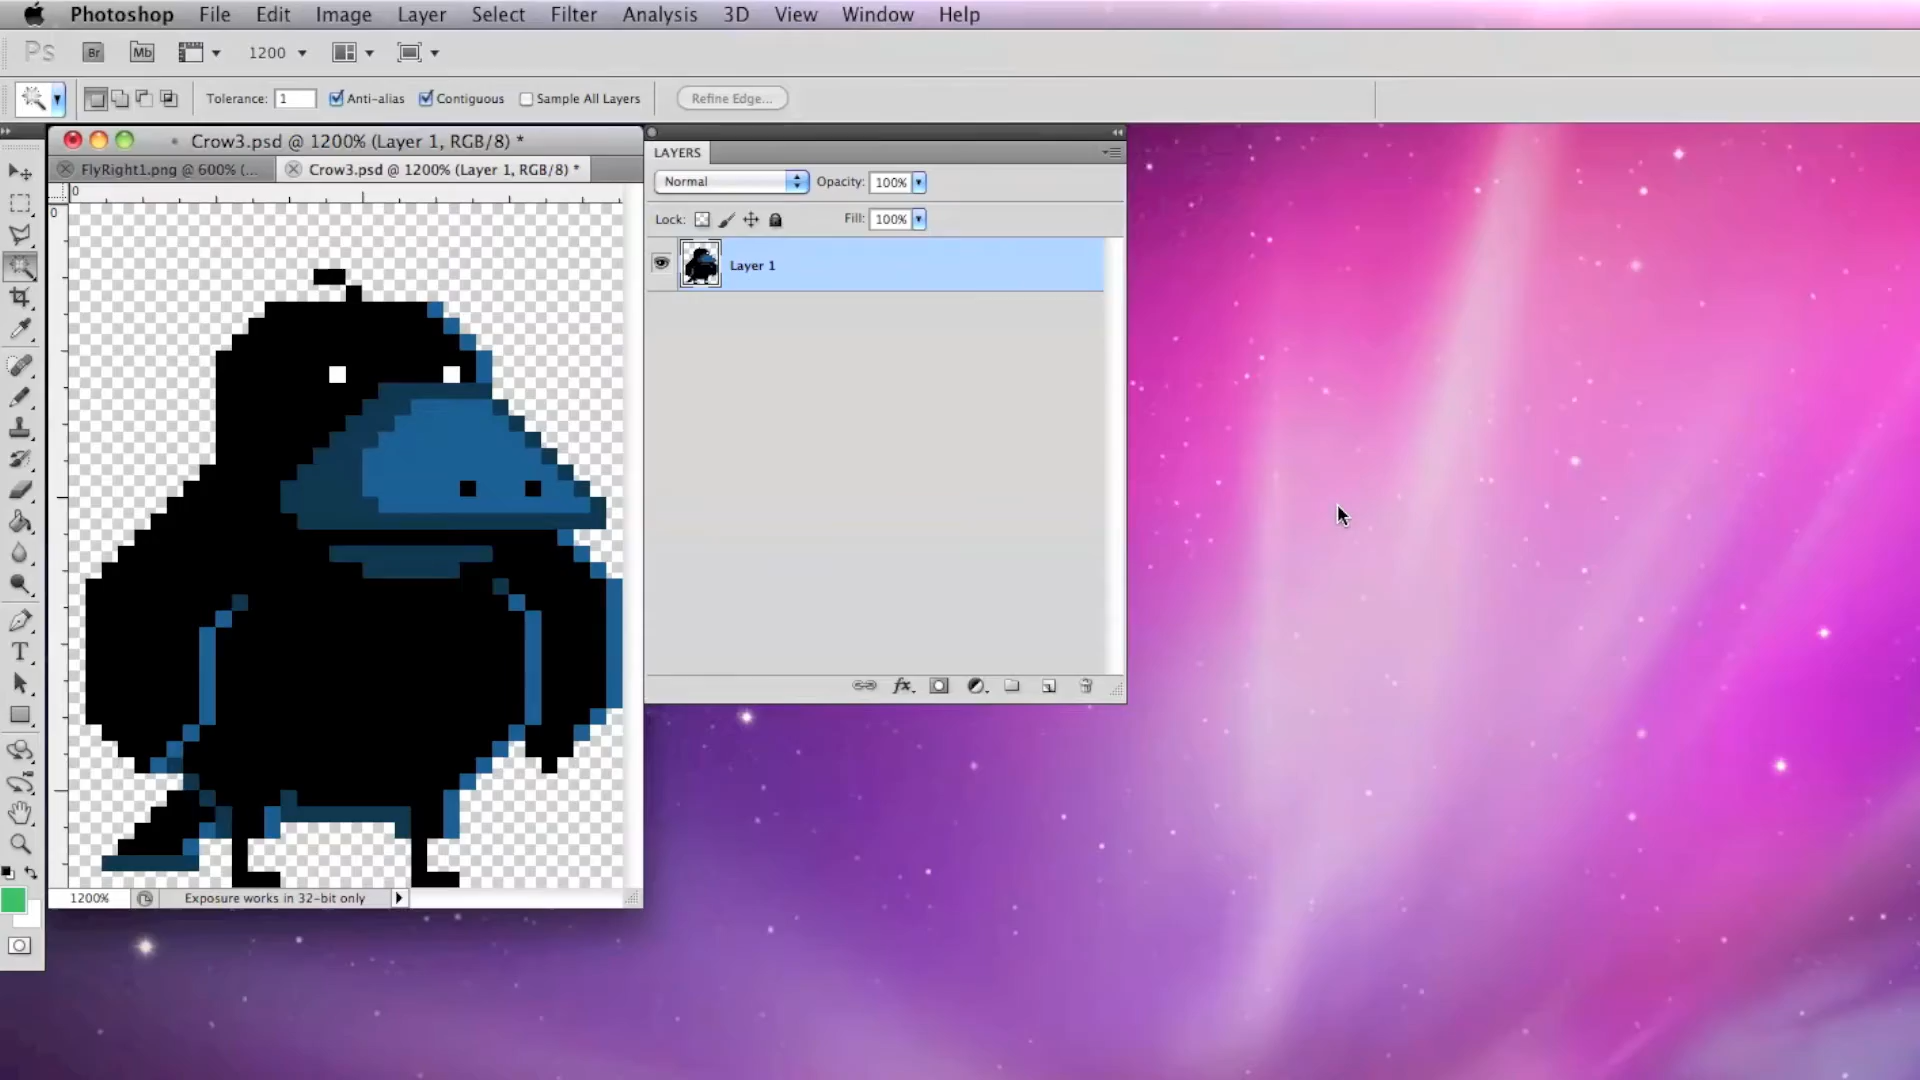 Photoshop File Edit Image Layer Select Filter Analysis 3D View Window Help
Ps Br Mb 1200
Tolerance: 1 Anti-alias Contiguous Sample All Layers Refine Edge...
Crow3.psd @ 1200% (Layer 1, RGB/8) *
FlyRight1.png @ 600% (... Crow3.psd @ 1200% (Layer 1, RGB/8) *
0
0
LAYERS
Normal Opacity: 100%
Lock: Fill: 100%
Layer 1
fx
T
1200% Exposure works in 32-bit only